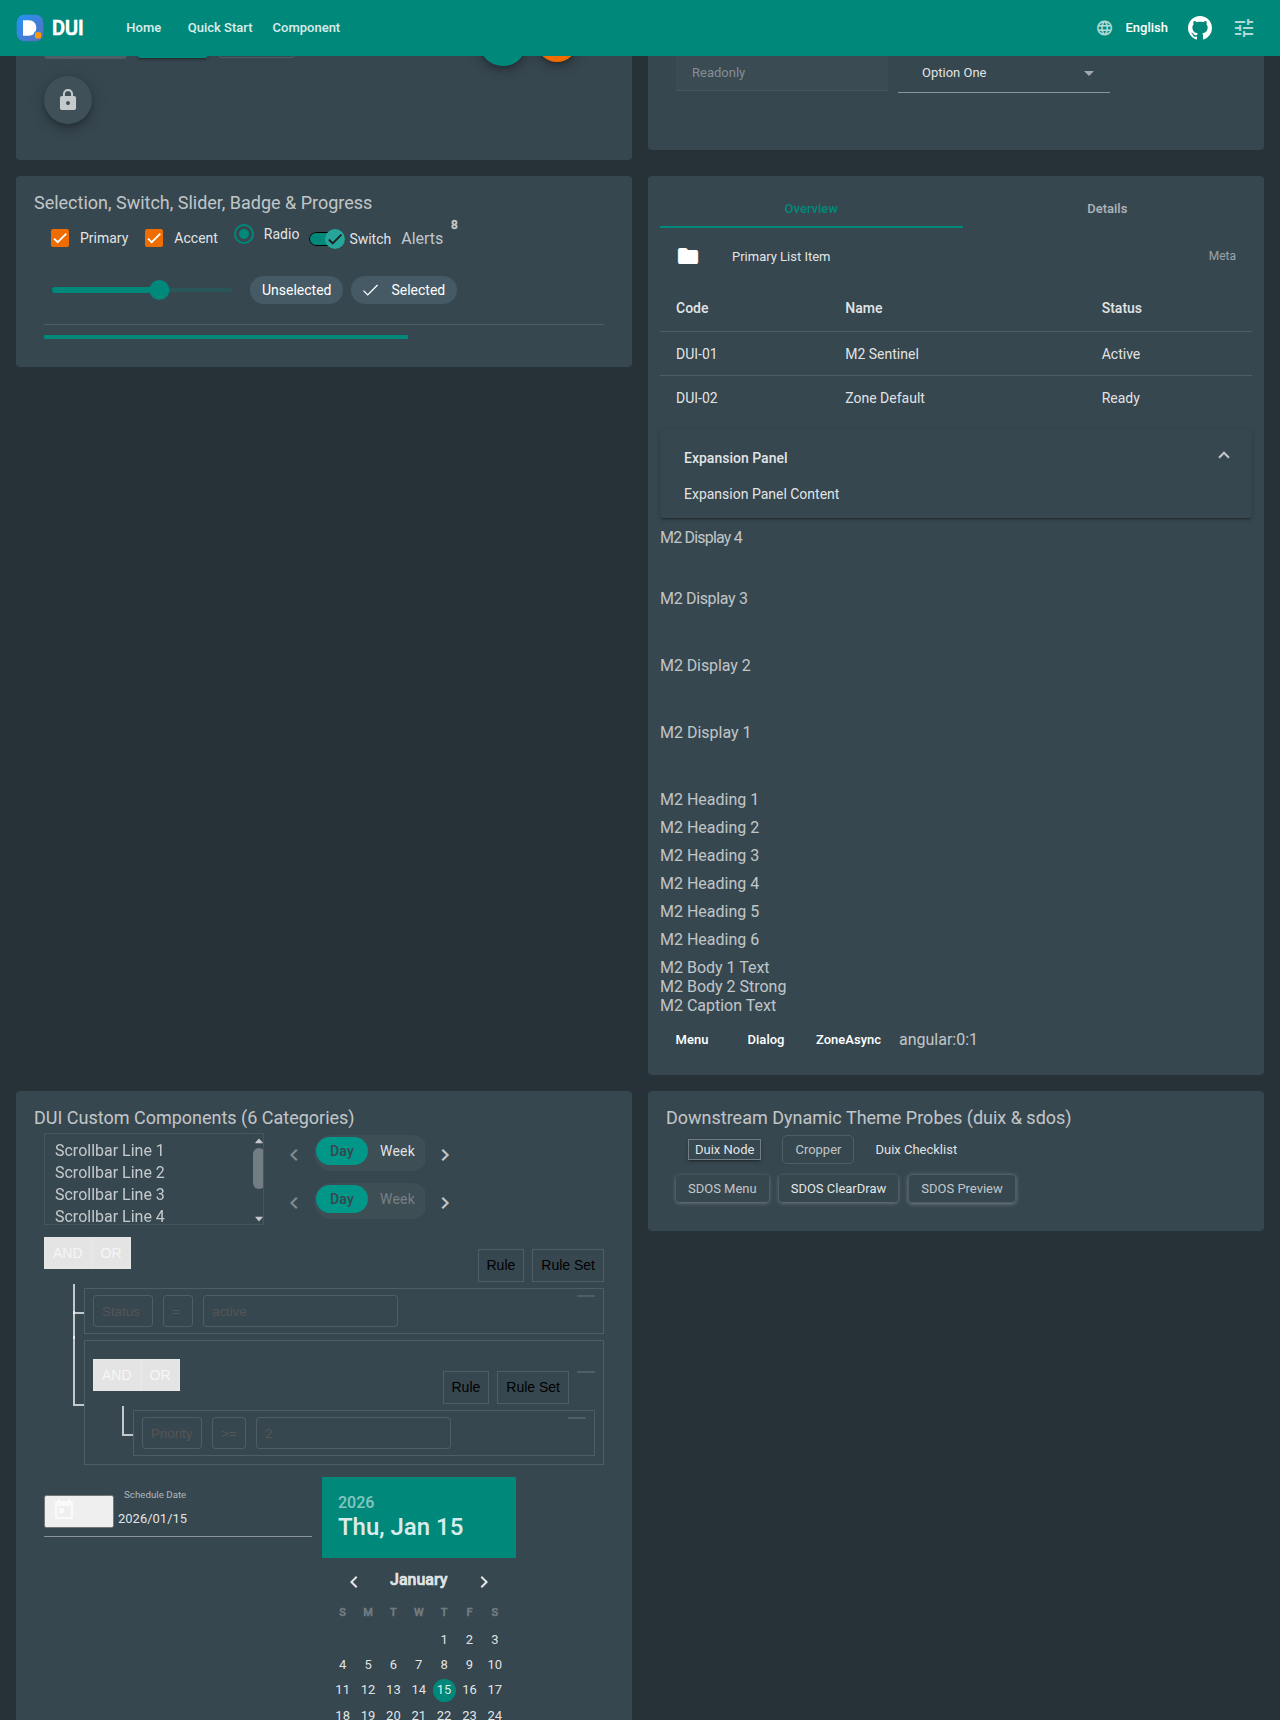 DUI
Home
Quick Start
Component
English
Readonly
Option One
Selection, Switch, Slider, Badge & Progress
Primary
Accent
Radio
Switch
Alerts
8
Unselected
Selected
Overview
Details
Primary List Item
Meta
Code
Name
Status
DUI-01
M2 Sentinel
Active
DUI-02
Zone Default
Ready
Expansion Panel
Expansion Panel Content
M2 Display 4
M2 Display 3
M2 Display 2
M2 Display 1
M2 Heading 1
M2 Heading 2
M2 Heading 3
M2 Heading 4
M2 Heading 5
M2 Heading 6
M2 Body 1 Text
M2 Body 2 Strong
M2 Caption Text
Menu
Dialog
ZoneAsync
angular:0:1
DUI Custom Components (6 Categories)
Scrollbar Line 1
Scrollbar Line 2
Scrollbar Line 3
Scrollbar Line 4
Day
Week
Day
Week
AND
OR
Rule
Rule Set
Status
=
active
AND
OR
Rule
Rule Set
Priority
>=
2
Schedule Date
2026/01/15
2026
Thu, Jan 15
January
S M T W T F S
1 2 3
4 5 6 7 8 9 10
11 12 13 14 15 16 17
18 19 20 21 22 23 24
Downstream Dynamic Theme Probes (duix & sdos)
Duix Node
Cropper
Duix Checklist
SDOS Menu
SDOS ClearDraw
SDOS Preview